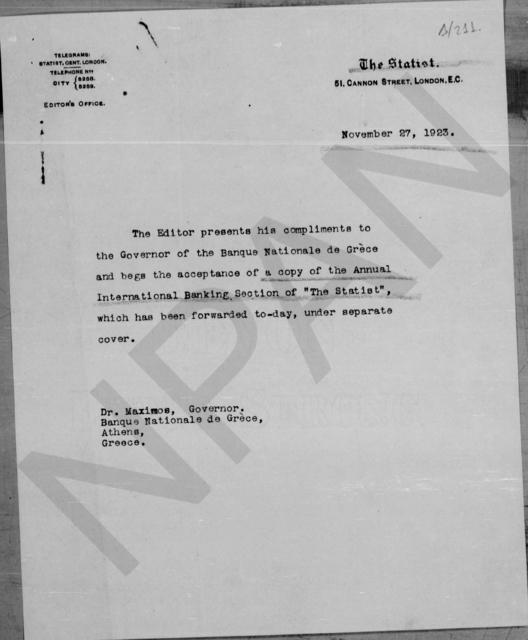 Δ/211.
TELEGRAMS:
STATIST, CENT. LONDON.
TELEPHONE Nos
CITY { 8258.
8259.
EDITOR'S OFFICE.
The Statist.
51, CANNON STREET, LONDON, E.C.
November 27, 1923.
The Editor presents his compliments to
the Governor of the Banque Nationale de Grèce
and begs the acceptance of a copy of the Annual
International Banking Section of "The Statist",
which has been forwarded to-day, under separate
cover.
Dr. Maximos, Governor.
Banque Nationale de Grèce,
Athens,
Greece.
NPAN